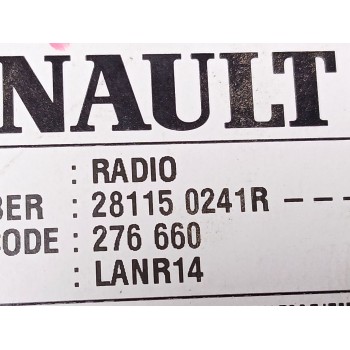 NAULT
: RADIO
BER : 28115 0241R – – –
CODE : 276 660
: LANR14